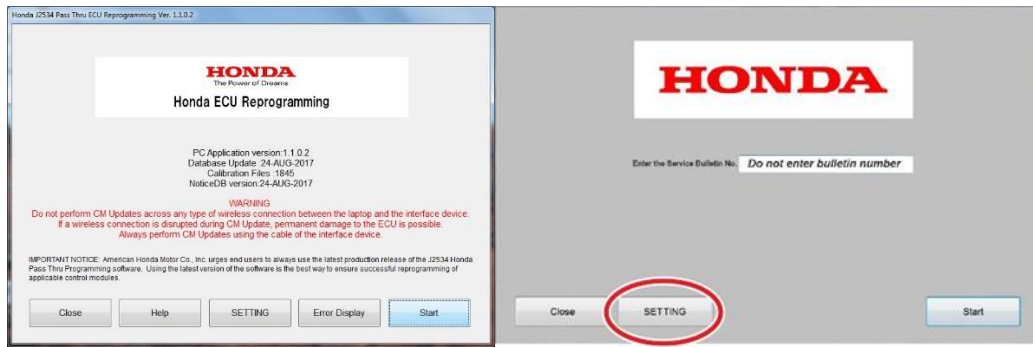 Honda J2534 Pass Thru ECU Reprogramming Ver. 1.1.0.2
HONDA
The Power of Dreams
Honda ECU Reprogramming
PC Application version:1.1.0.2
Database Update :24-AUG-2017
Calibration Files :1845
NoticeDB version:24-AUG-2017
WARNING
Do not perform CM Updates across any type of wireless connection between the laptop and the interface device.
If a wireless connection is disrupted during CM Update, permanent damage to the ECU is possible.
Always perform CM Updates using the cable of the interface device.
IMPORTANT NOTICE: American Honda Motor Co., Inc. urges end users to always use the latest production release of the J2534 Honda
Pass Thru Programming software. Using the latest version of the software is the best way to ensure successful reprogramming of
applicable control modules.
Close Help SETTING Error Display Start
HONDA
Enter the Service Bulletin No. Do not enter bulletin number
Close SETTING Start